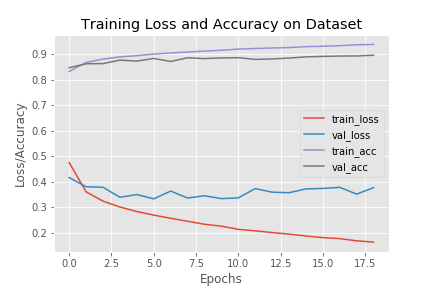 Training Loss and Accuracy on Dataset
0.9
0.8
0.7
0.6
0.5
0.4
0.3
0.2
Loss/Accuracy
train_loss
val_loss
train_acc
val_acc
0.0 2.5 5.0 7.5 10.0 12.5 15.0 17.5
Epochs